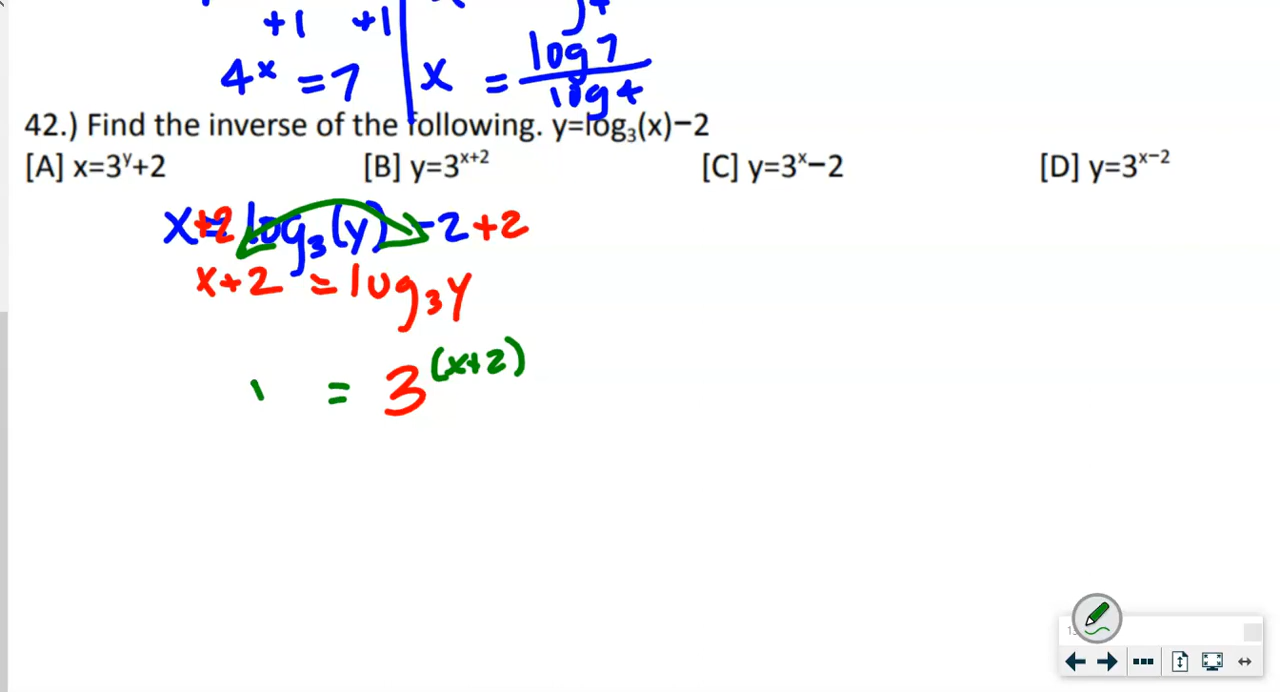 +1 +1
4ˣ = 7 | x = log 7 / log 4
42.) Find the inverse of the following. y=log₃(x)−2
[A] x=3ʸ+2 [B] y=3ˣ⁺² [C] y=3ˣ−2 [D] y=3ˣ⁻²
x+2 = log₃(y) −2 +2
x+2 = log₃y
= 3⁽ˣ⁺²⁾